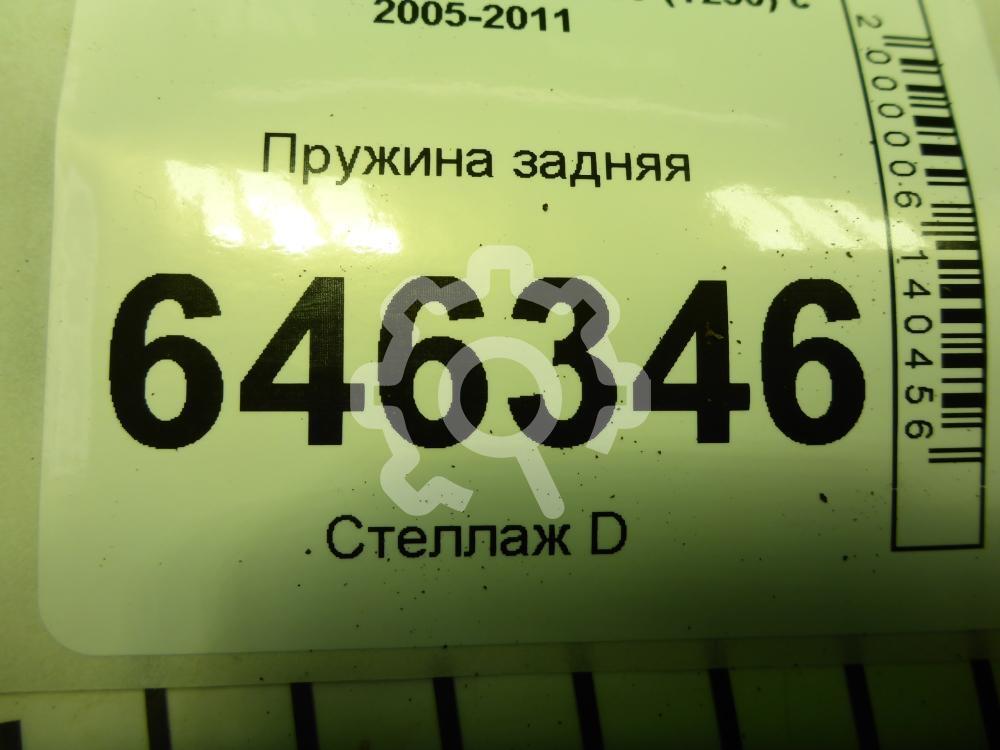 2005-2011
Пружина задняя
646346
Стеллаж D
2000006140456